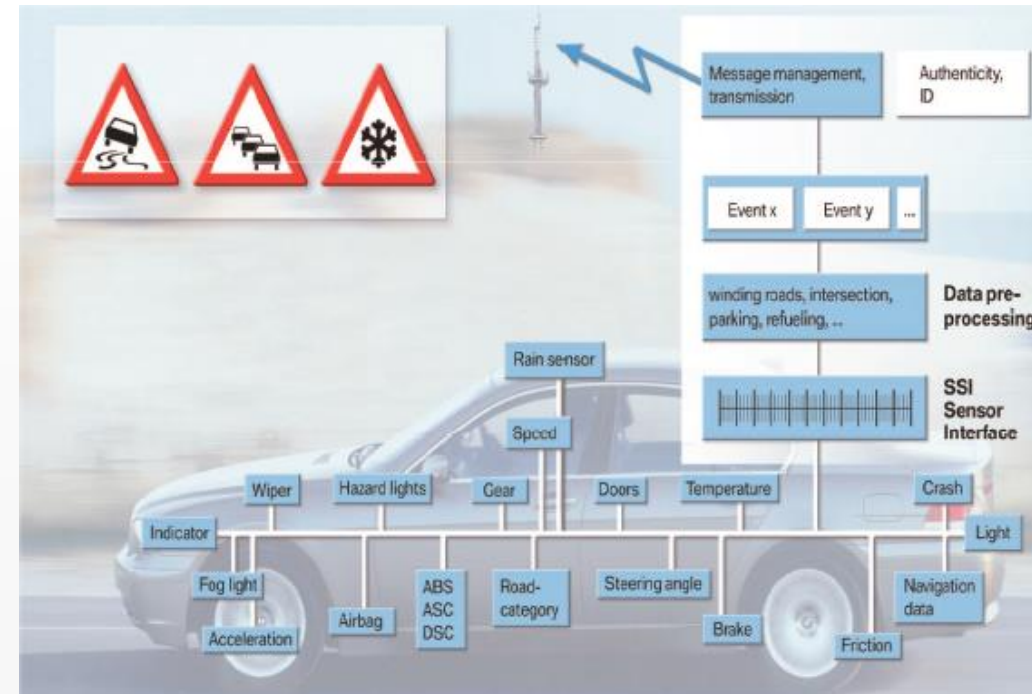 Message management,
transmission
Authenticity,
ID
Event x
Event y
...
winding roads, intersection,
parking, refueling, ...
Data pre-
processing
SSI
Sensor
Interface
Rain sensor
Speed
Wiper
Hazard lights
Gear
Doors
Temperature
Crash
Indicator
Light
Fog light
Acceleration
Airbag
ABS
ASC
DSC
Road-
category
Steering angle
Brake
Friction
Navigation
data